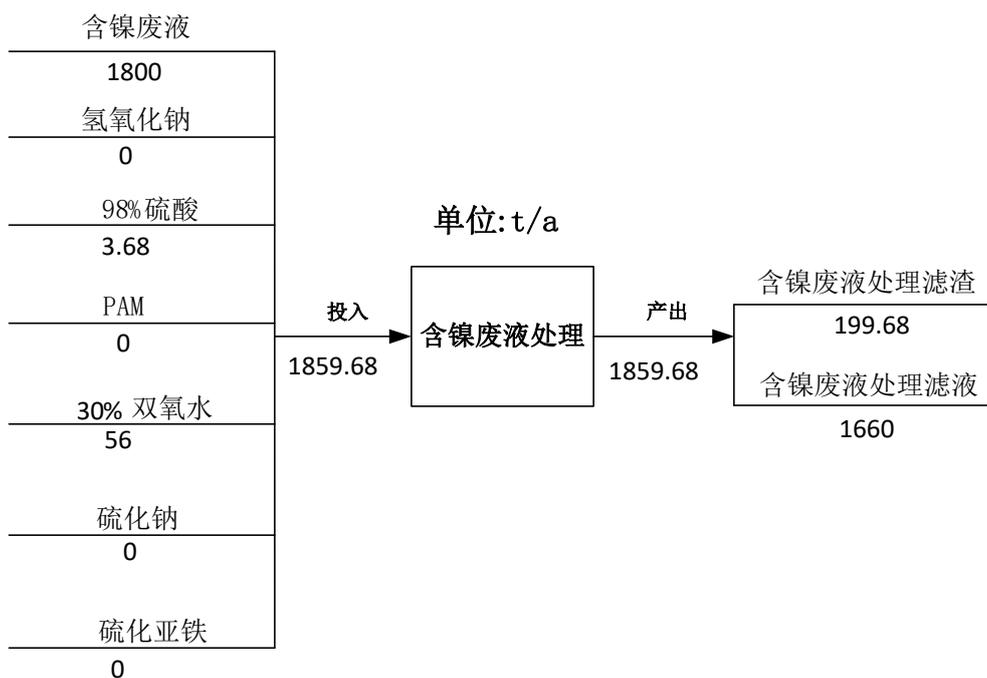 含镍废液
1800
氢氧化钠
0
98%硫酸
3.68
PAM
0
30% 双氧水
56
硫化钠
0
硫化亚铁
0
投入
1859.68
单位:t/a
含镍废液处理
产出
1859.68
含镍废液处理滤渣
199.68
含镍废液处理滤液
1660